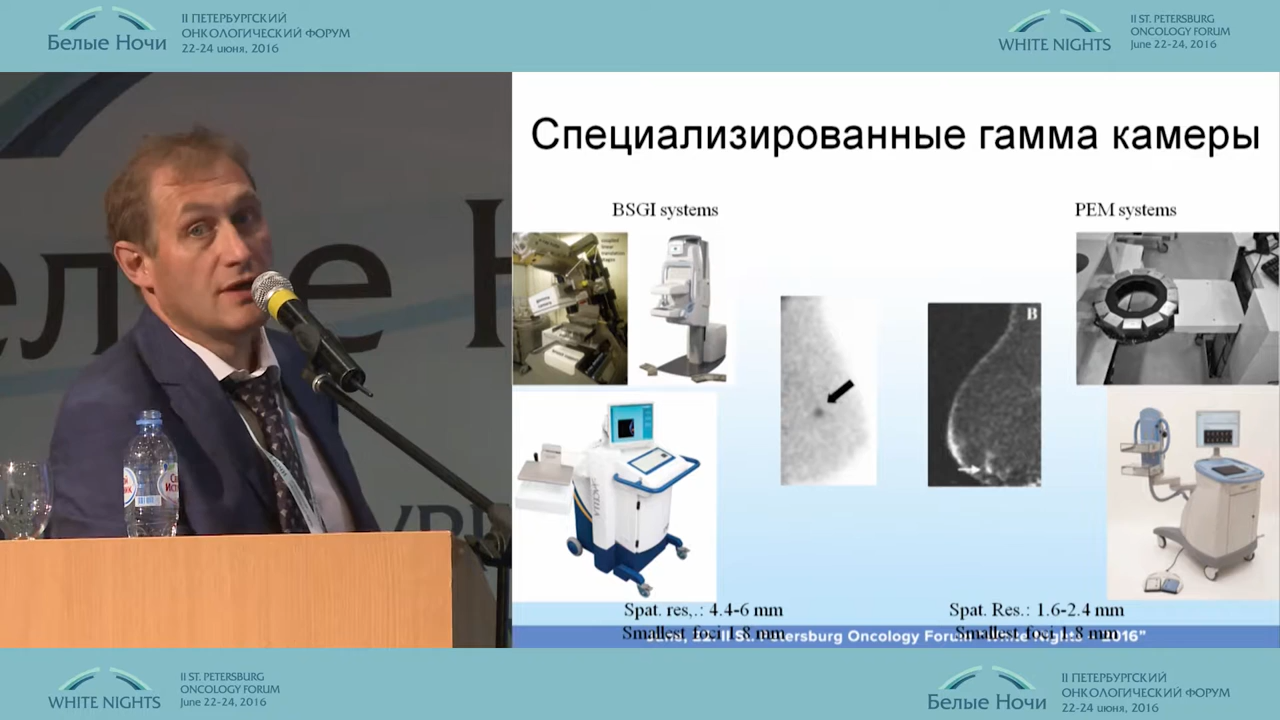 II ПЕТЕРБУРГСКИЙ
ОНКОЛОГИЧЕСКИЙ ФОРУМ
22-24 июня, 2016
Белые Ночи
II ST. PETERSBURG
ONCOLOGY FORUM
June 22-24, 2016
WHITE NIGHTS
Специализированные гамма камеры
BSGI systems
PEM systems
B
Spat. res,.: 4.4-6 mm
Smallest foci 1.8 mm
Spat. Res.: 1.6-2.4 mm
Smallest foci 1.8 mm
II St. Petersburg Oncology Forum "White Nights - 2016"
II ST. PETERSBURG
ONCOLOGY FORUM
June 22-24, 2016
WHITE NIGHTS
II ПЕТЕРБУРГСКИЙ
ОНКОЛОГИЧЕСКИЙ ФОРУМ
22-24 июня, 2016
Белые Ночи